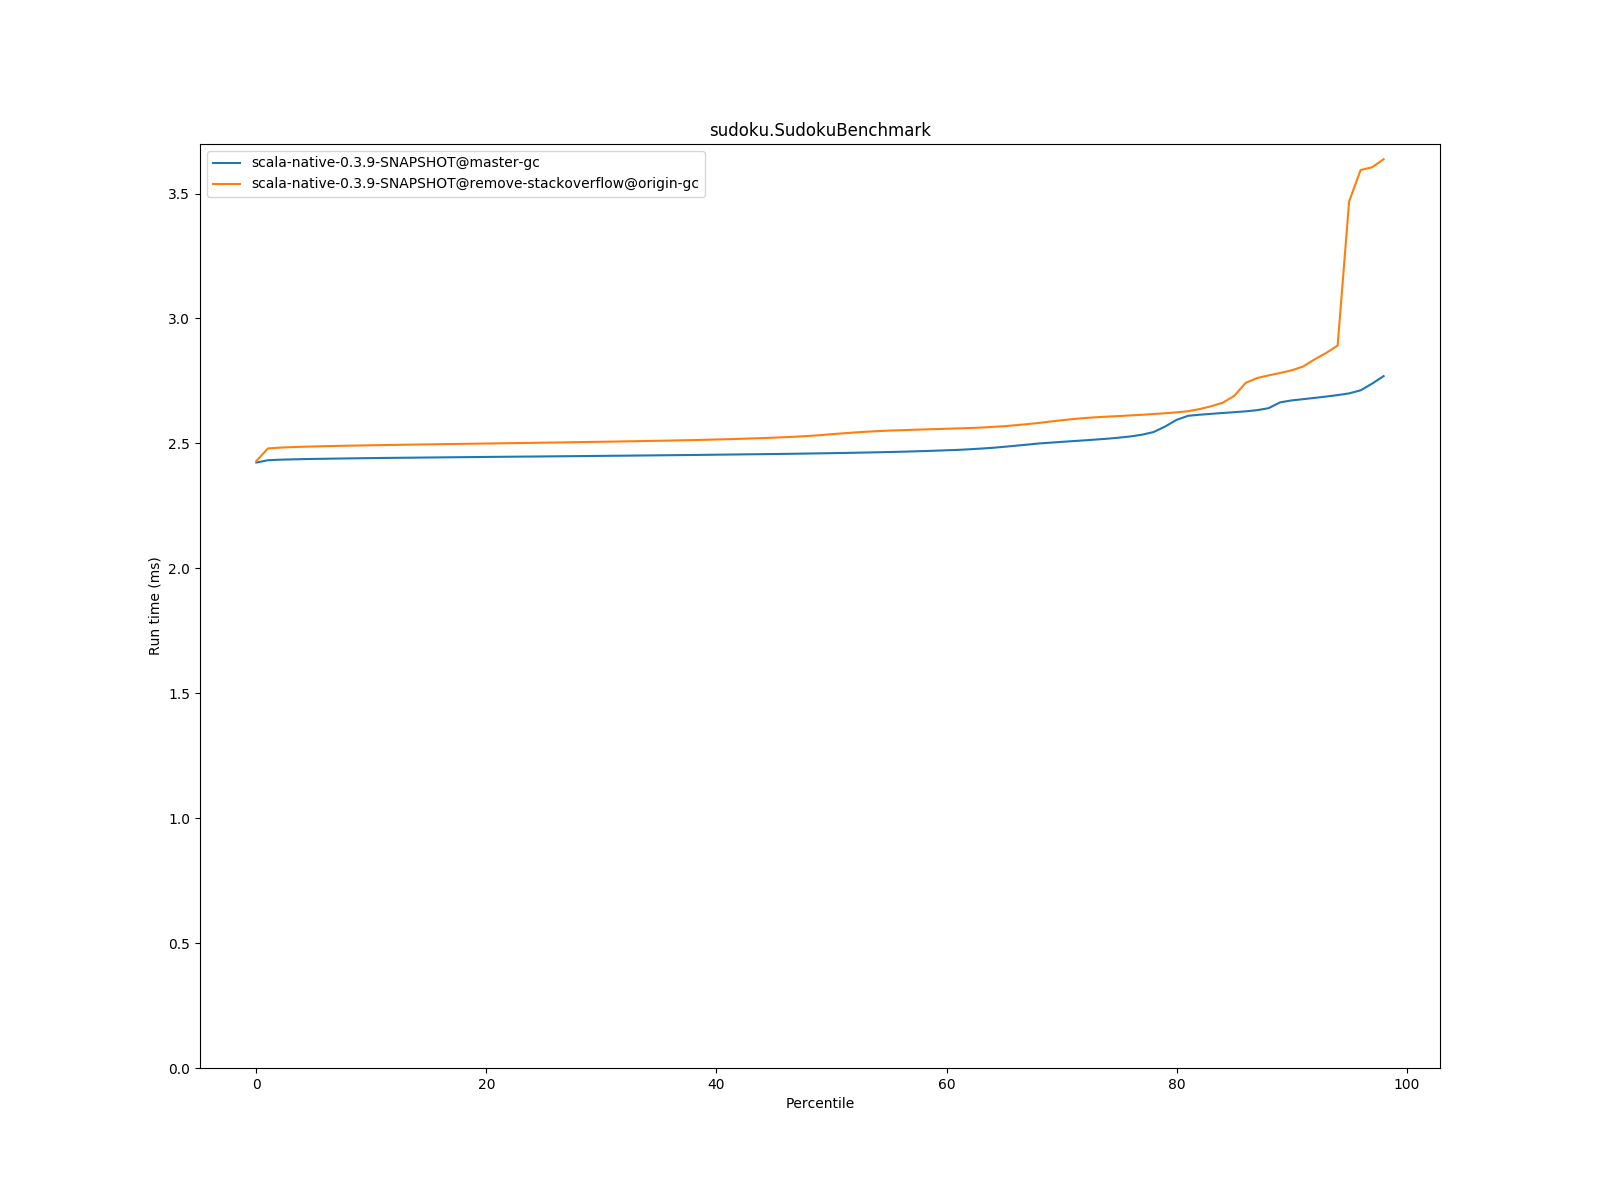 sudoku.SudokuBenchmark
scala-native-0.3.9-SNAPSHOT@master-gc
scala-native-0.3.9-SNAPSHOT@remove-stackoverflow@origin-gc
3.5
3.0
2.5
2.0
1.5
1.0
0.5
0.0
Run time (ms)
0 20 40 60 80 100
Percentile